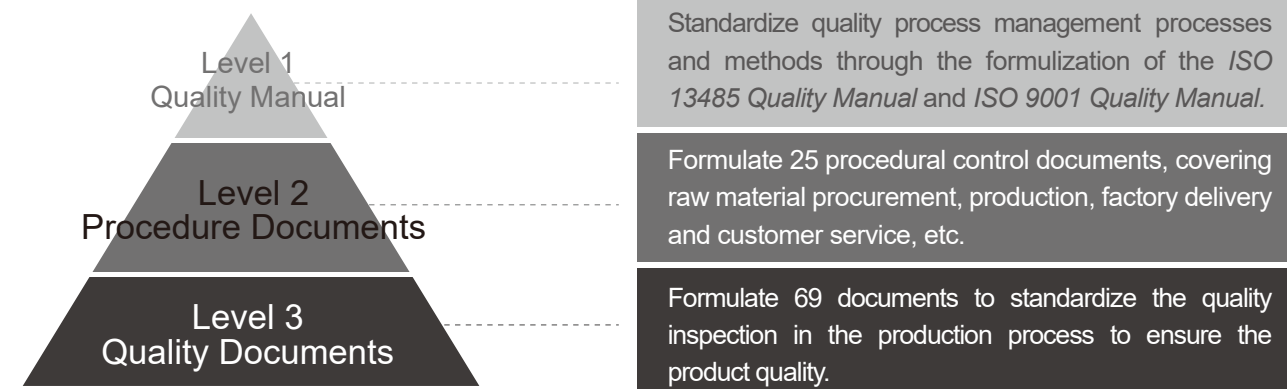 Level 1
Quality Manual
Standardize quality process management processes
and methods through the formulization of the ISO
13485 Quality Manual and ISO 9001 Quality Manual.
Level 2
Procedure Documents
Formulate 25 procedural control documents, covering
raw material procurement, production, factory delivery
and customer service, etc.
Level 3
Quality Documents
Formulate 69 documents to standardize the quality
inspection in the production process to ensure the
product quality.